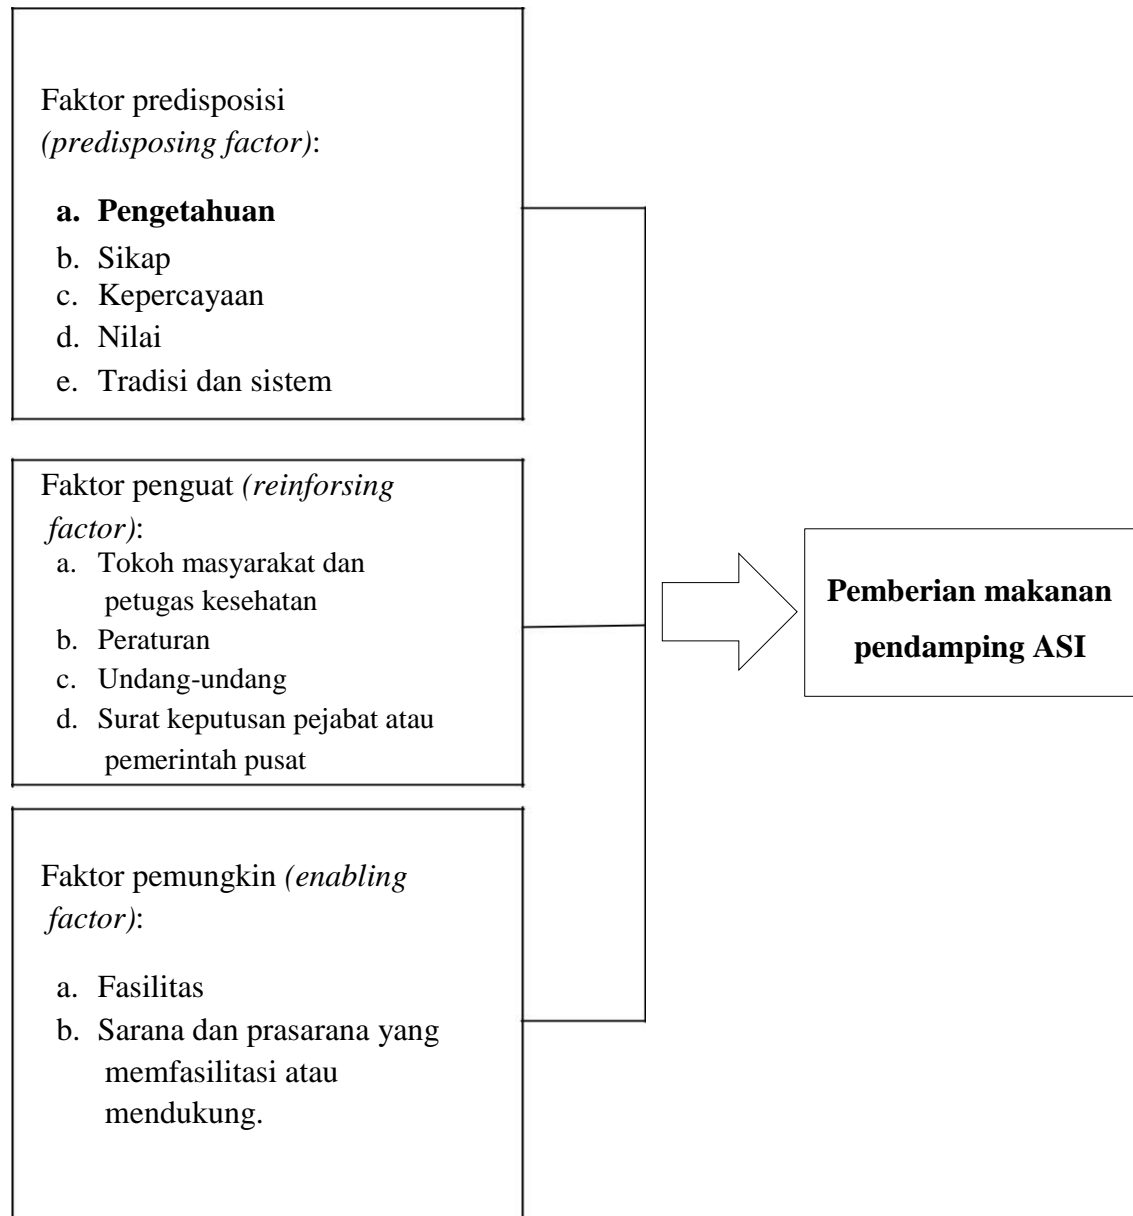 Faktor predisposisi
(predisposing factor):
a. Pengetahuan
b. Sikap
c. Kepercayaan
d. Nilai
e. Tradisi dan sistem
Faktor penguat (reinforsing
factor):
a. Tokoh masyarakat dan
petugas kesehatan
b. Peraturan
c. Undang-undang
d. Surat keputusan pejabat atau
pemerintah pusat
Faktor pemungkin (enabling
factor):
a. Fasilitas
b. Sarana dan prasarana yang
memfasilitasi atau
mendukung.
Pemberian makanan
pendamping ASI